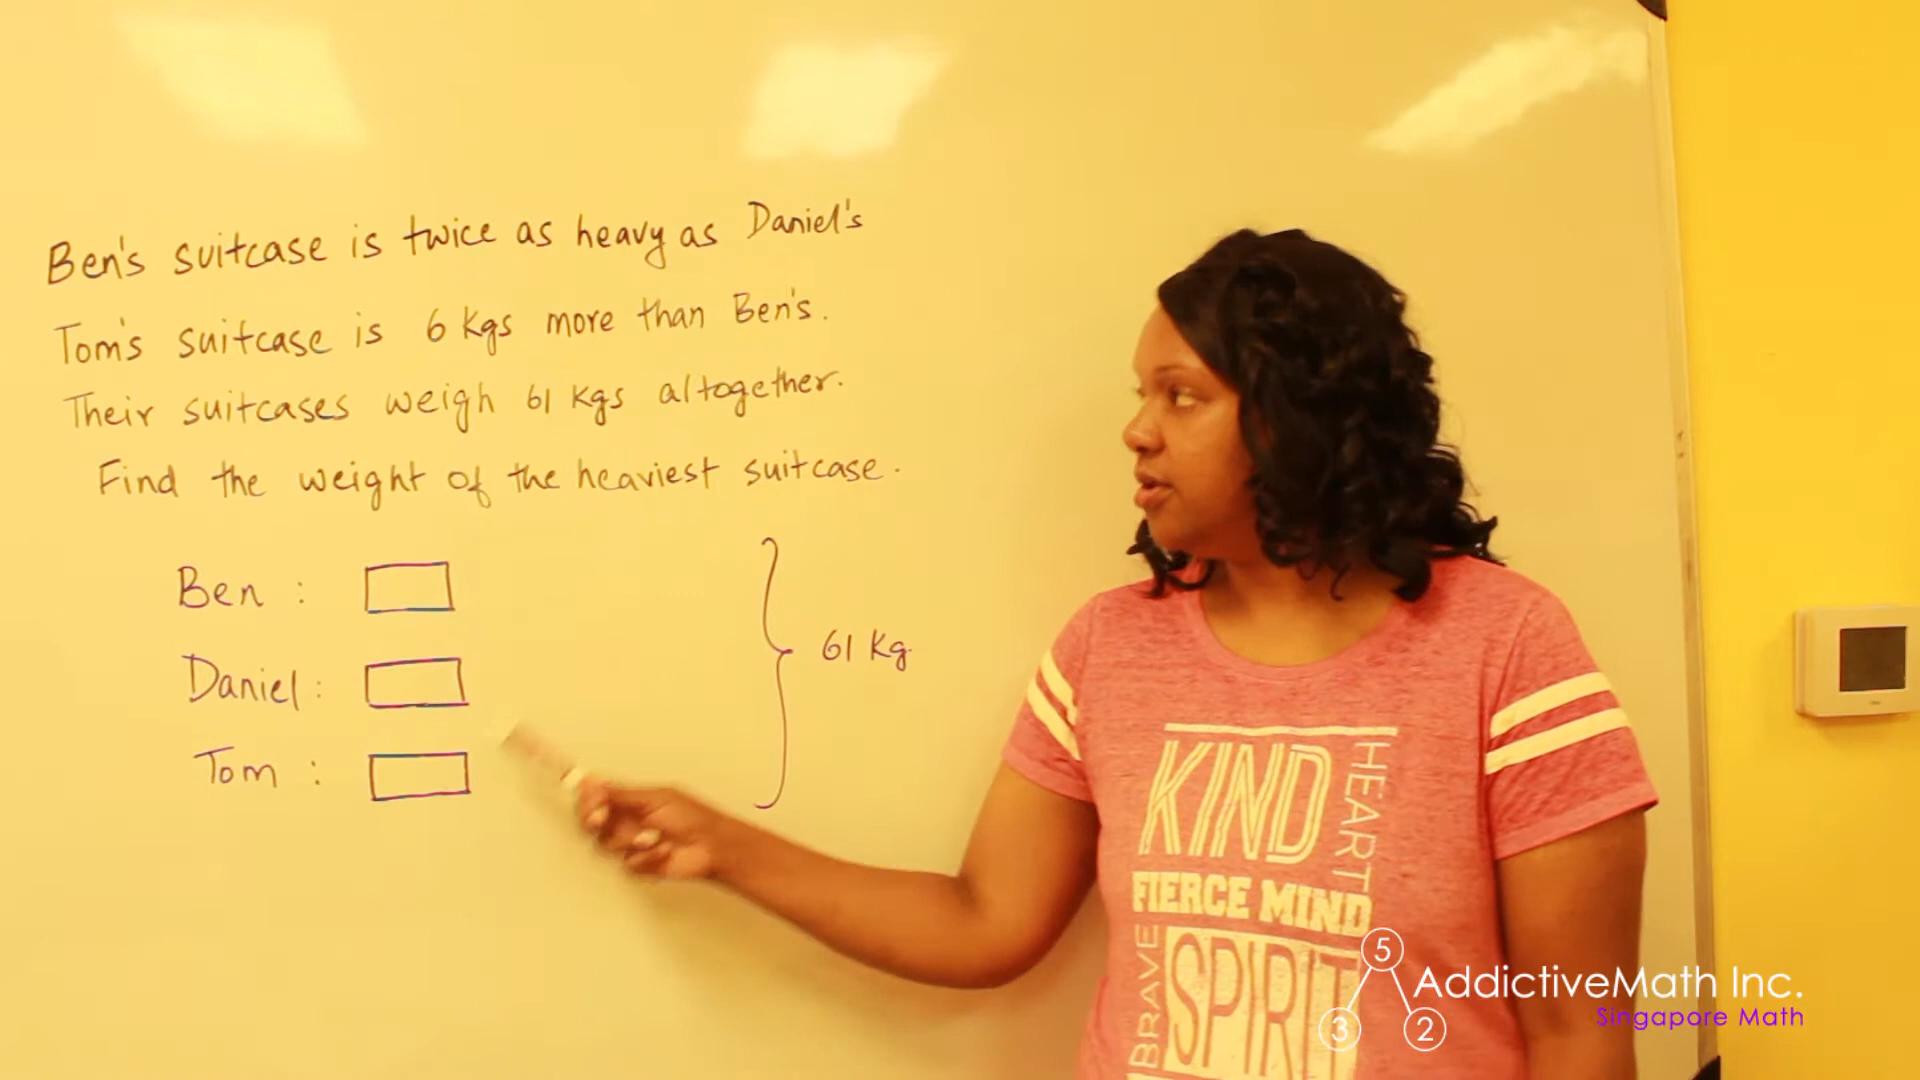 Ben's suitcase is twice as heavy as Daniel's
Tom's suitcase is 6 kgs more than Ben's.
Their suitcases weigh 61 kgs altogether.
Find the weight of the heaviest suitcase.
Ben :
Daniel :
Tom :
61 kg.
KIND
HEART
FIERCE MIND
BRAVE
SPIRIT
5
3
2
AddictiveMath Inc.
Singapore Math